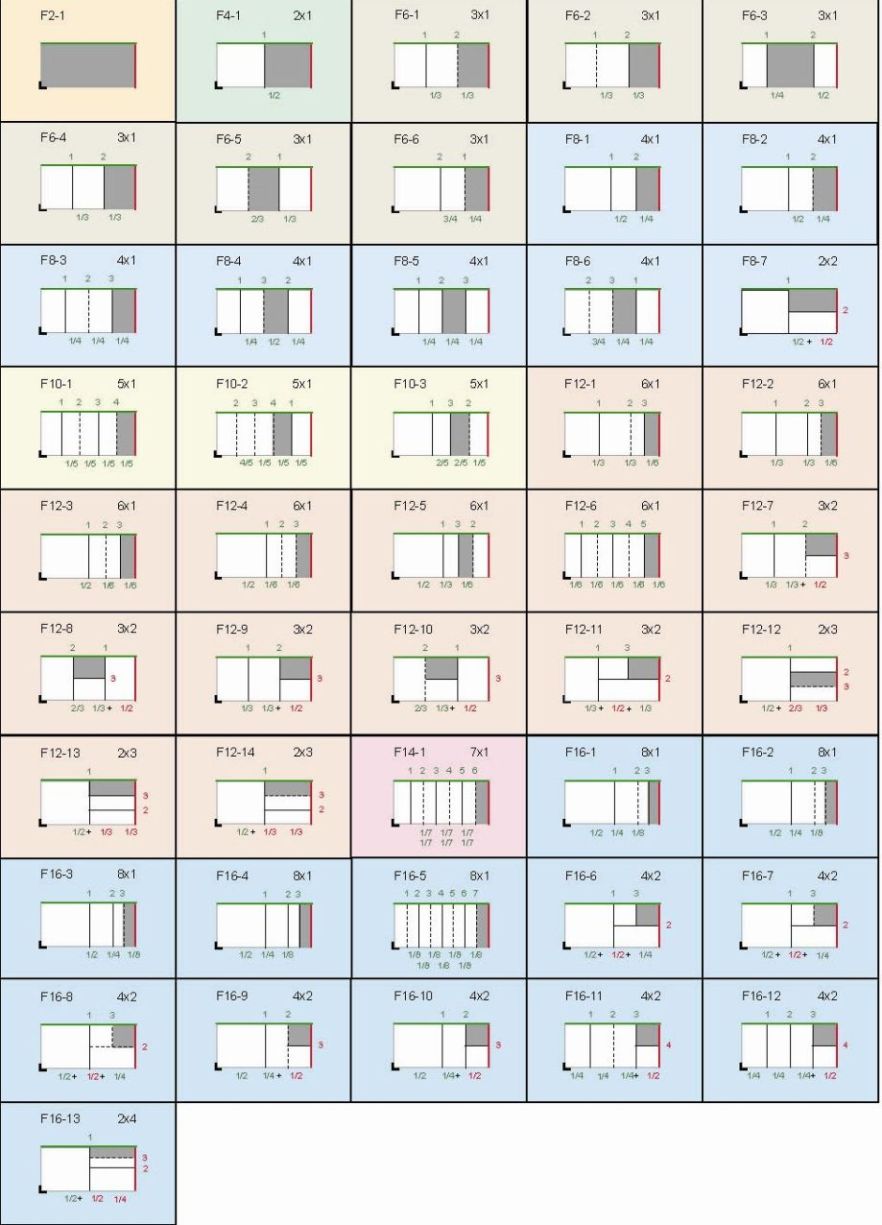 F2-1
F4-1 2x1
1
1/2
F6-1 3x1
1 2
1/3 1/3
F6-2 3x1
1 2
1/3 1/3
F6-3 3x1
1 2
1/4 1/2
F6-4 3x1
1 2
1/3 1/3
F6-5 3x1
2 1
2/3 1/3
F6-6 3x1
2 1
3/4 1/4
F8-1 4x1
1 2
1/2 1/4
F8-2 4x1
1 2
1/2 1/4
F8-3 4x1
1 2 3
1/4 1/4 1/4
F8-4 4x1
1 3 2
1/4 1/2 1/4
F8-5 4x1
1 2 3
1/4 1/4 1/4
F8-6 4x1
2 3 1
3/4 1/4 1/4
F8-7 2x2
1
2
1/2 + 1/2
F10-1 5x1
1 2 3 4
1/5 1/5 1/5 1/5
F10-2 5x1
2 3 4 1
4/5 1/5 1/5 1/5
F10-3 5x1
1 3 2
2/5 2/5 1/5
F12-1 6x1
1 2 3
1/3 1/3 1/6
F12-2 6x1
1 2 3
1/3 1/3 1/6
F12-3 6x1
1 2 3
1/2 1/6 1/6
F12-4 6x1
1 2 3
1/2 1/6 1/6
F12-5 6x1
1 3 2
1/2 1/3 1/6
F12-6 6x1
1 2 3 4 5
1/6 1/6 1/6 1/6 1/6
F12-7 3x2
1 2
3
1/3 1/3 + 1/2
F12-8 3x2
2 1
3
2/3 1/3 + 1/2
F12-9 3x2
1 2
3
1/3 1/3 + 1/2
F12-10 3x2
2 1
3
2/3 1/3 + 1/2
F12-11 3x2
1 3
2
1/3 + 1/2 + 1/3
F12-12 2x3
1
2
3
1/2 + 2/3 1/3
F12-13 2x3
1
3
2
1/2+ 1/3 1/3
F12-14 2x3
1
3
2
1/2 + 1/3 1/3
F14-1 7x1
1 2 3 4 5 6
1/7 1/7 1/7
1/7 1/7 1/7
F16-1 8x1
1 2 3
1/2 1/4 1/8
F16-2 8x1
1 2 3
1/2 1/4 1/8
F16-3 8x1
1 2 3
1/2 1/4 1/8
F16-4 8x1
1 2 3
1/2 1/4 1/8
F16-5 8x1
1 2 3 4 5 6 7
1/8 1/8 1/8 1/8
1/8 1/8 1/8
F16-6 4x2
1 3
2
1/2+ 1/2+ 1/4
F16-7 4x2
1 3
2
1/2+ 1/2+ 1/4
F16-8 4x2
1 3
2
1/2+ 1/2+ 1/4
F16-9 4x2
1 2
3
1/2 1/4 + 1/2
F16-10 4x2
1 2
3
1/2 1/4+ 1/2
F16-11 4x2
1 2 3
4
1/4 1/4 1/4+ 1/2
F16-12 4x2
1 2 3
4
1/4 1/4 1/4+ 1/2
F16-13 2x4
1
3
2
1/2+ 1/2 1/4